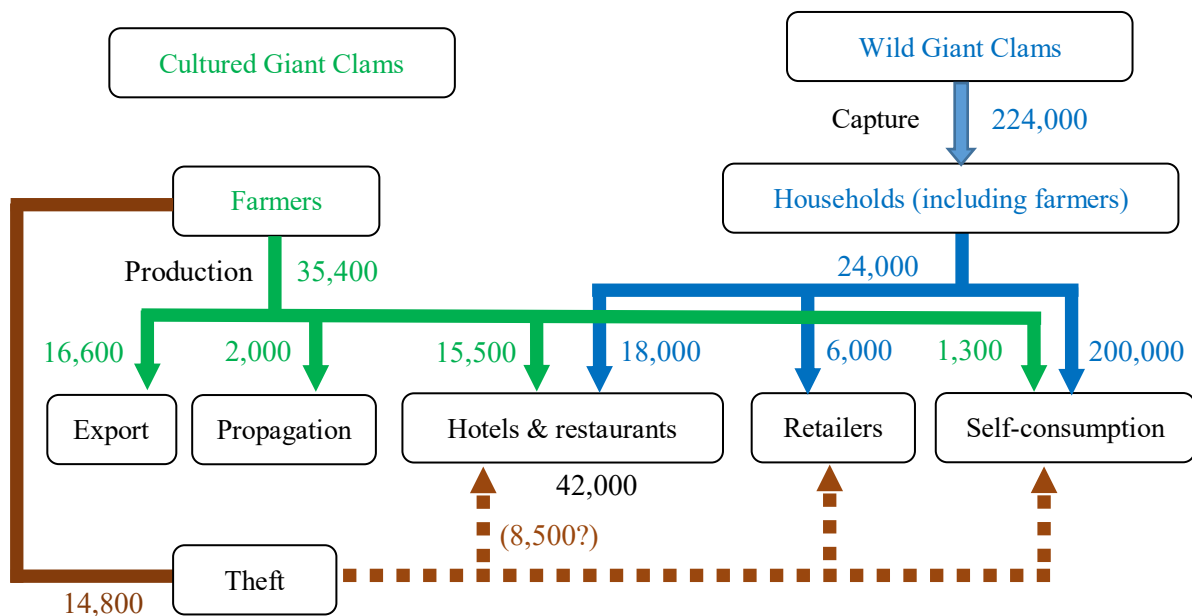 Cultured Giant Clams
Wild Giant Clams
Capture
224,000
Farmers
Households (including farmers)
Production
35,400
24,000
16,600
2,000
15,500
18,000
6,000
1,300
200,000
Export
Propagation
Hotels & restaurants
Retailers
Self-consumption
42,000
(8,500?)
Theft
14,800